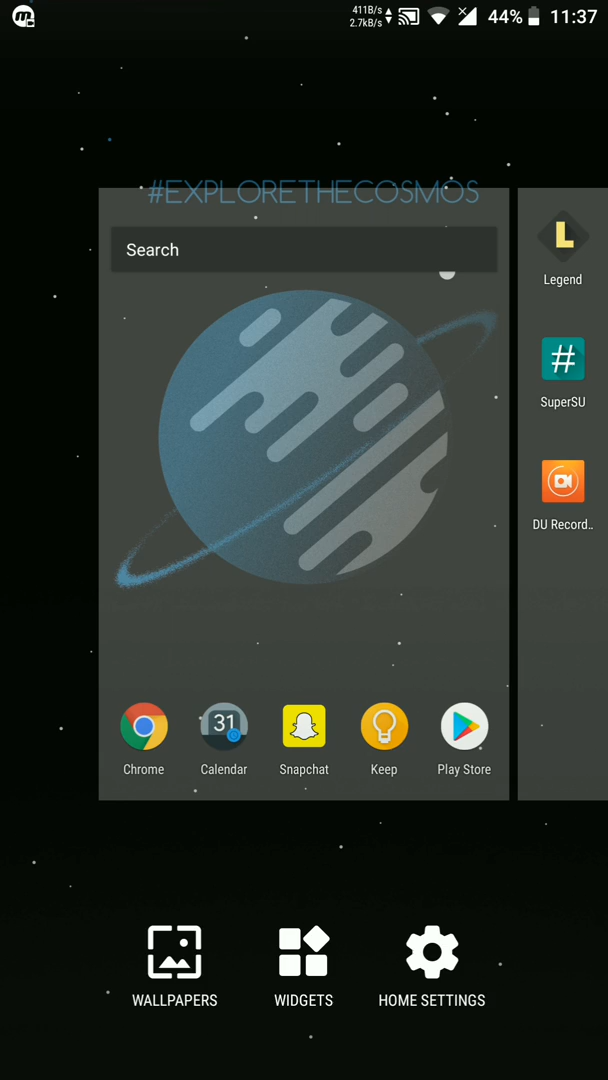 411B/s
2.7kB/s
44%
11:37
#EXPLORETHECOSMOS
Search
Legend
SuperSU
DU Record..
31
Chrome
Calendar
Snapchat
Keep
Play Store
WALLPAPERS
WIDGETS
HOME SETTINGS